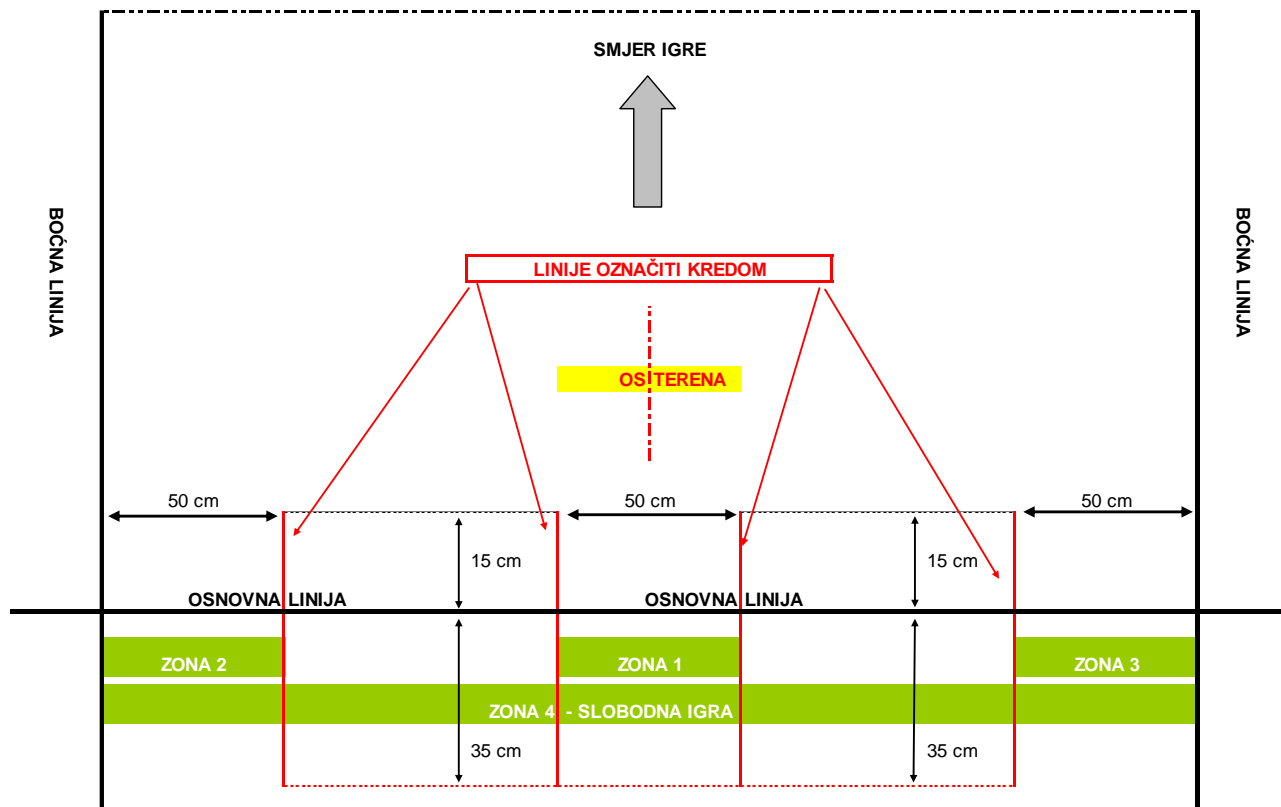 SMJER IGRE
BOĆNA LINIJA
BOĆNA LINIJA
LINIJE OZNAČITI KREDOM
OS TERENA
50 cm
50 cm
50 cm
15 cm
15 cm
OSNOVNA LINIJA
OSNOVNA LINIJA
ZONA 2
ZONA 1
ZONA 3
ZONA 4 - SLOBODNA IGRA
35 cm
35 cm